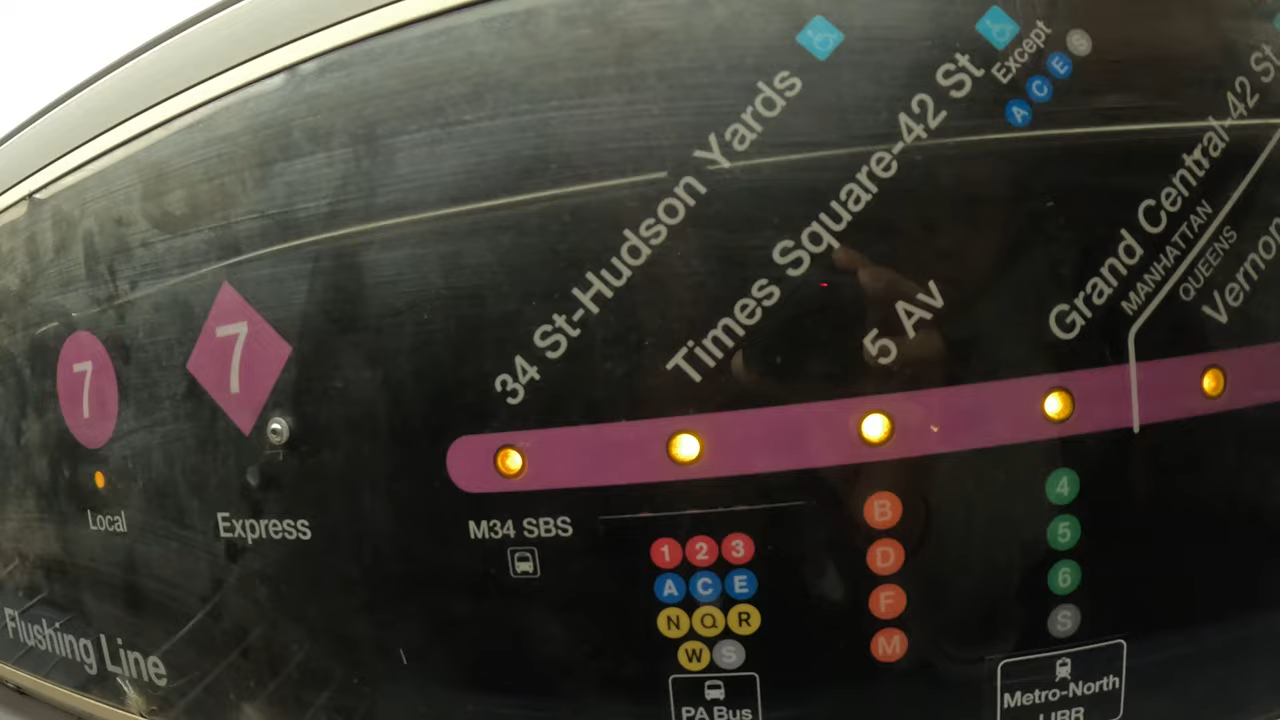 7
Local
7
Express
Flushing Line
34 St-Hudson Yards
M34 SBS
Times Square-42 St
Except
A C E S
1 2 3
A C E
N Q R
W S
PA Bus
5 Av
B
D
F
M
Grand Central-42 St
4
5
6
S
Metro-North
LIRR
MANHATTAN
QUEENS
Vernon